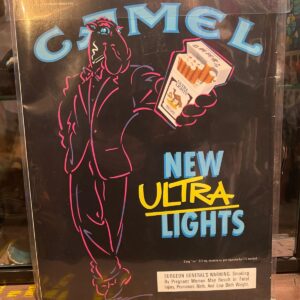 CAMEL
CAMEL
NEW
ULTRA
LIGHTS
SURGEON GENERAL'S WARNING: Smoking
By Pregnant Women May Result in Fetal
Injury, Premature Birth, And Low Birth Weight.